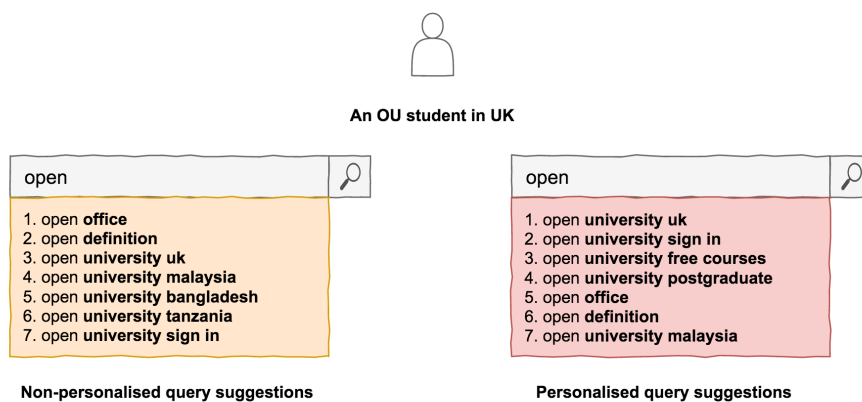 An OU student in UK
open
1. open office
2. open definition
3. open university uk
4. open university malaysia
5. open university bangladesh
6. open university tanzania
7. open university sign in
Non-personalised query suggestions
open
1. open university uk
2. open university sign in
3. open university free courses
4. open university postgraduate
5. open office
6. open definition
7. open university malaysia
Personalised query suggestions